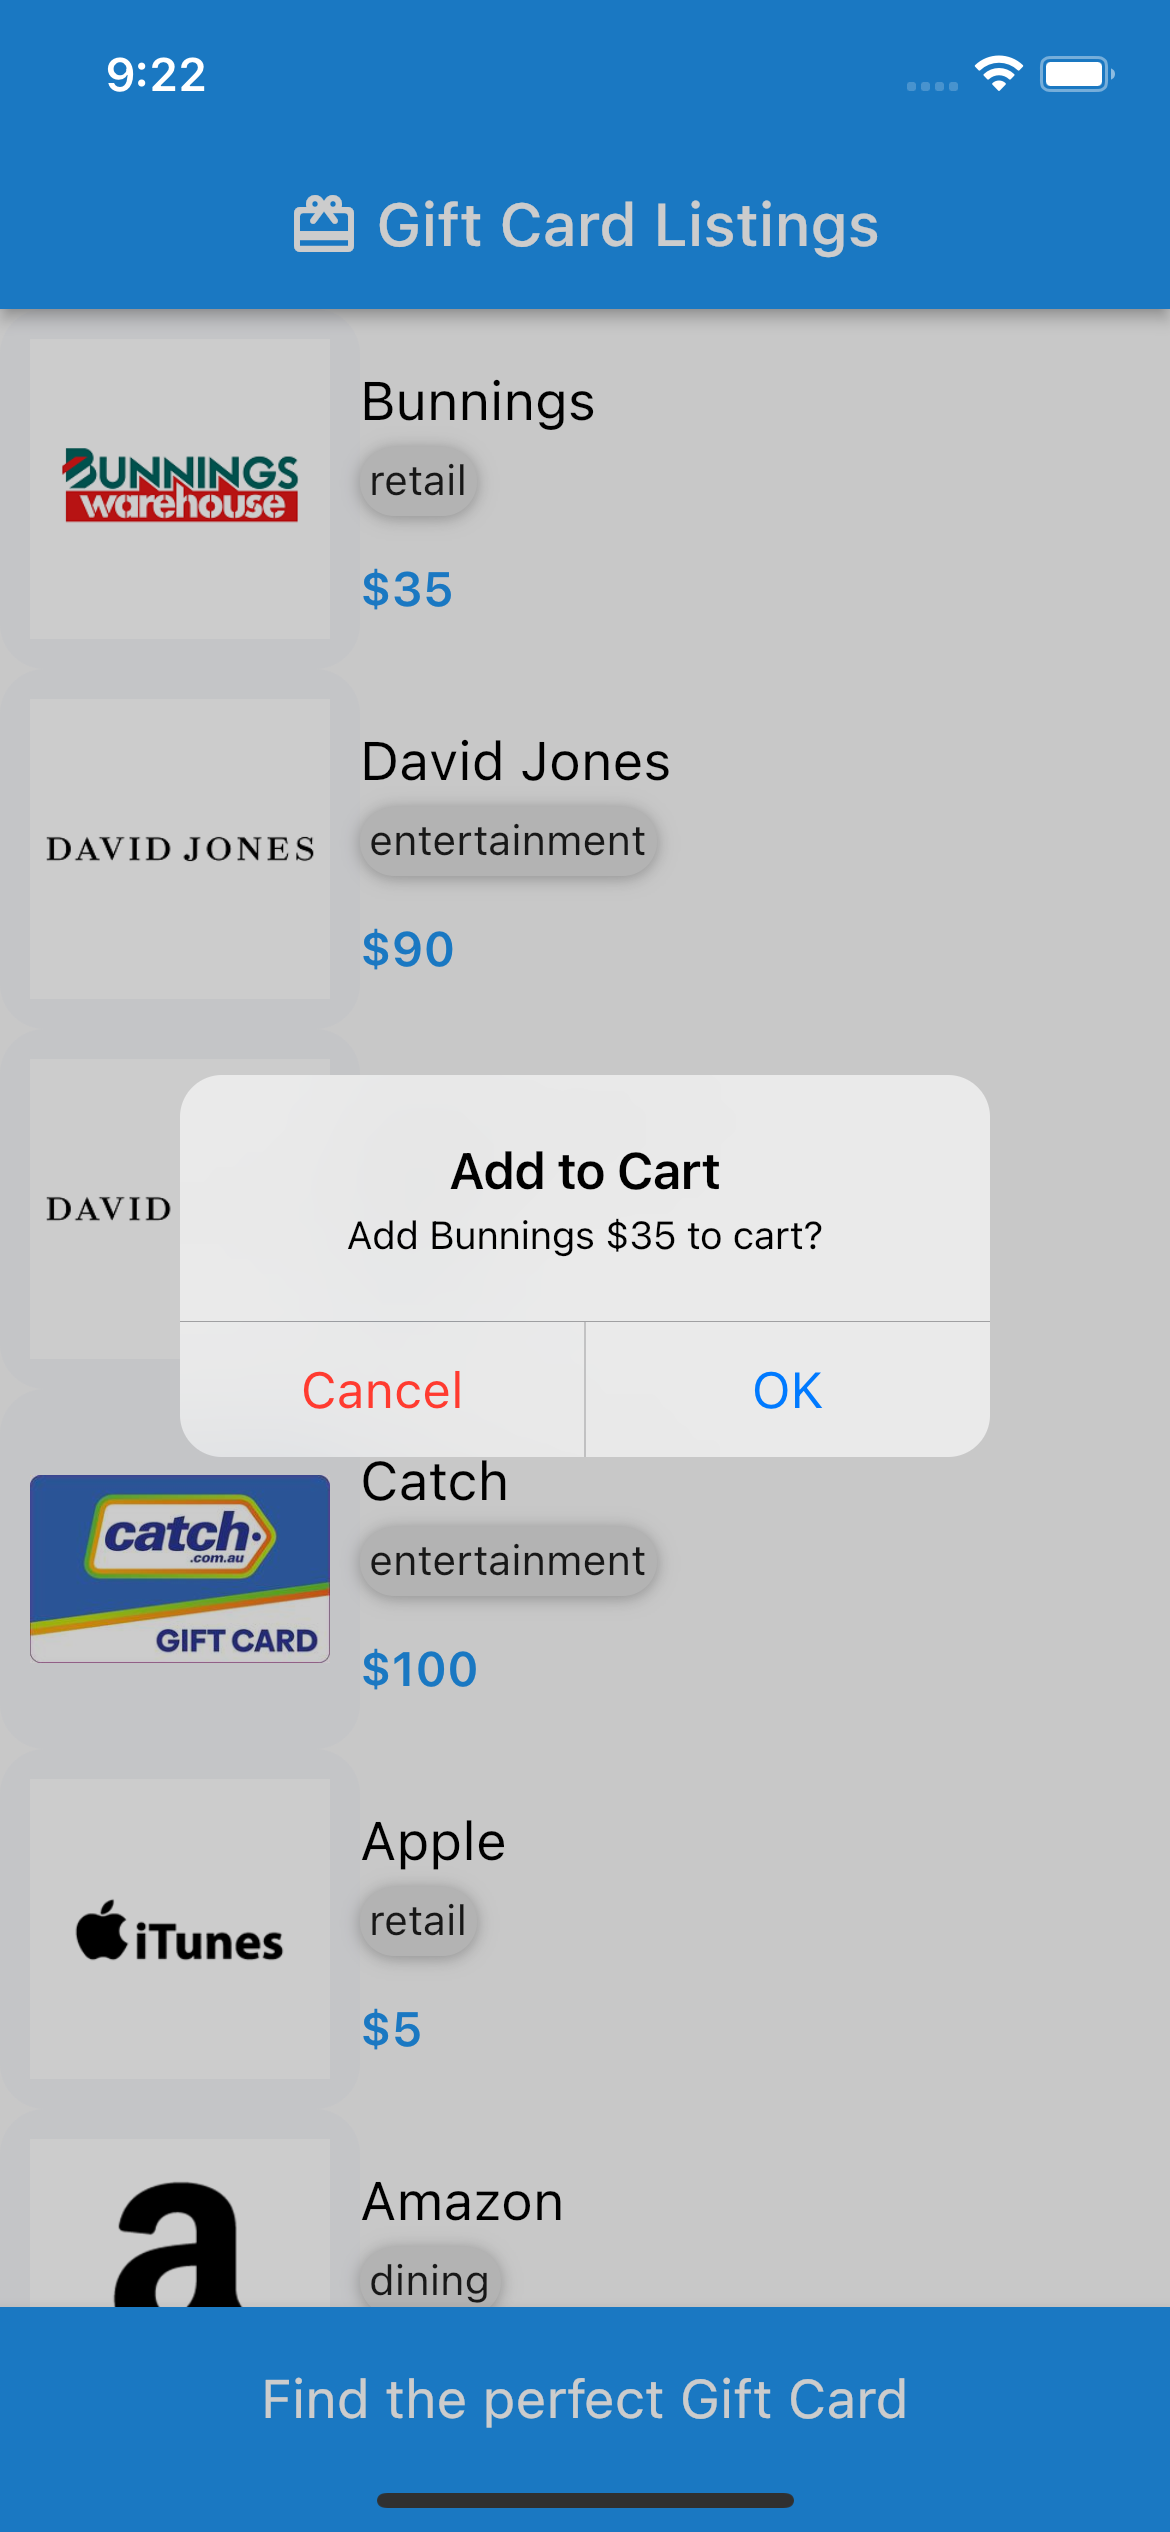 9:22
Gift Card Listings
BUNNINGS
warehouse
Bunnings
retail
$35
DAVID JONES
David Jones
entertainment
$90
DAVID
Add to Cart
Add Bunnings $35 to cart?
Cancel
OK
catch
.com.au
GIFT CARD
Catch
entertainment
$100
iTunes
Apple
retail
$5
a
Amazon
dining
Find the perfect Gift Card